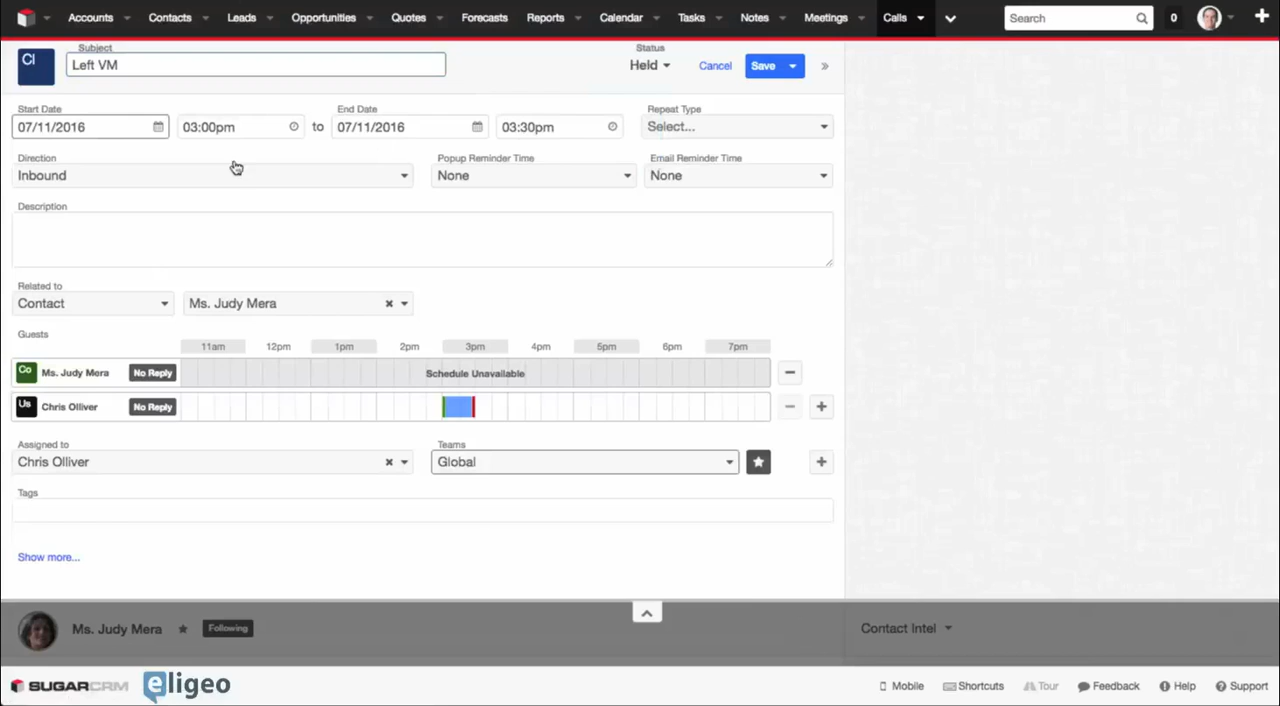 Accounts Contacts Leads Opportunities Quotes Forecasts Reports Calendar Tasks Notes Meetings Calls Search 0
Cl
Subject
Left VM
Status
Held
Cancel
Save
Start Date
07/11/2016
03:00pm
to
End Date
07/11/2016
03:30pm
Repeat Type
Select...
Direction
Inbound
Popup Reminder Time
None
Email Reminder Time
None
Description
Related to
Contact
Ms. Judy Mera
Guests
11am 12pm 1pm 2pm 3pm 4pm 5pm 6pm 7pm
Co Ms. Judy Mera No Reply Schedule Unavailable
Us Chris Olliver No Reply
Assigned to
Chris Olliver
Teams
Global
Tags
Show more...
Ms. Judy Mera Following
Contact Intel
SUGARCRM eligeo Mobile Shortcuts Tour Feedback Help Support